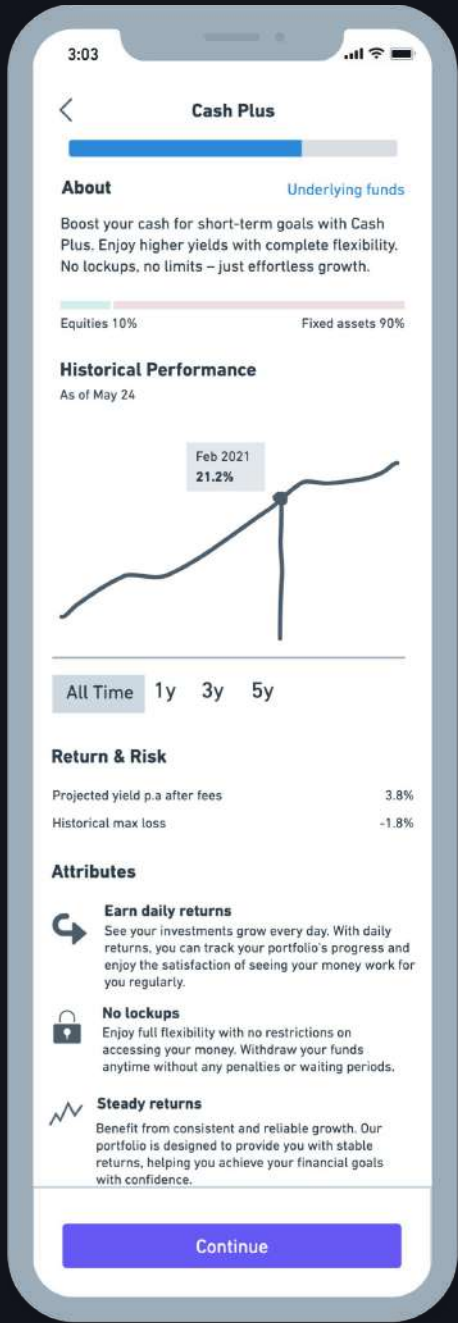 3:03
Cash Plus
About
Underlying funds
Boost your cash for short-term goals with Cash
Plus. Enjoy higher yields with complete flexibility.
No lockups, no limits – just effortless growth.
Equities 10%
Fixed assets 90%
Historical Performance
As of May 24
Feb 2021
21.2%
All Time 1y 3y 5y
Return & Risk
Projected yield p.a after fees 3.8%
Historical max loss -1.8%
Attributes
Earn daily returns
See your investments grow every day. With daily
returns, you can track your portfolio's progress and
enjoy the satisfaction of seeing your money work for
you regularly.
No lockups
Enjoy full flexibility with no restrictions on
accessing your money. Withdraw your funds
anytime without any penalties or waiting periods.
Steady returns
Benefit from consistent and reliable growth. Our
portfolio is designed to provide you with stable
returns, helping you achieve your financial goals
with confidence.
Continue